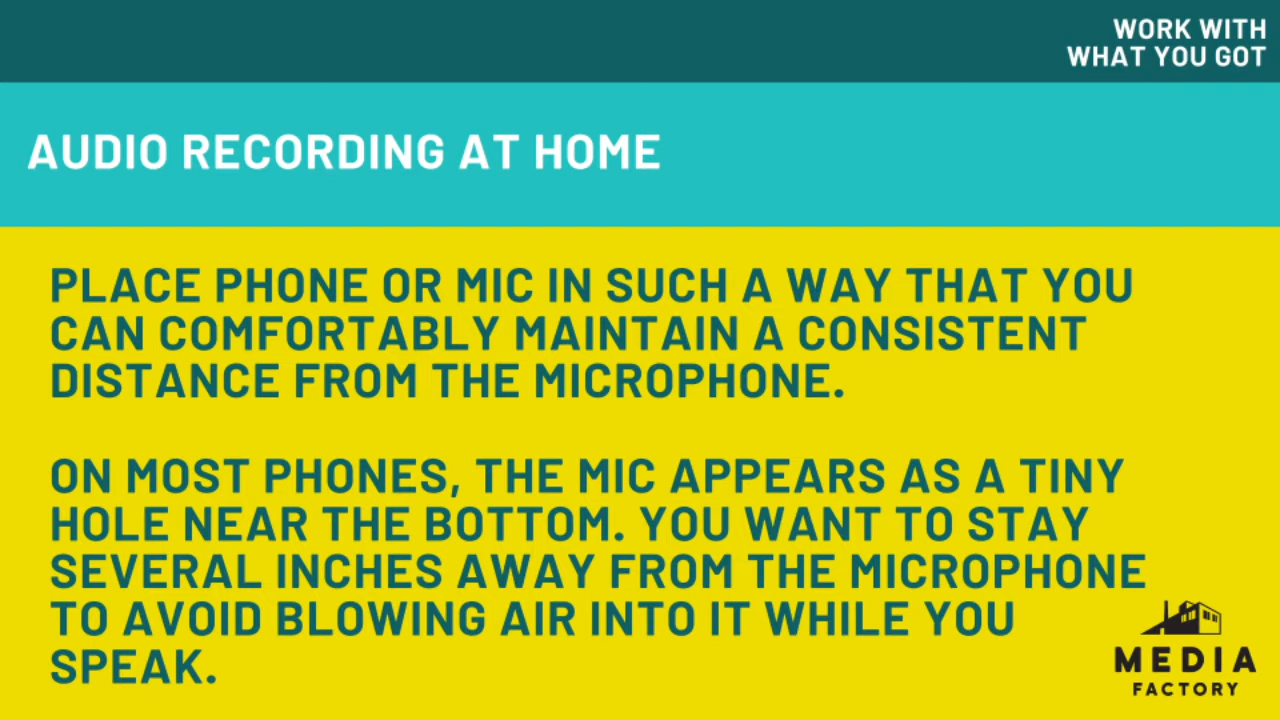 WORK WITH
WHAT YOU GOT
AUDIO RECORDING AT HOME
PLACE PHONE OR MIC IN SUCH A WAY THAT YOU
CAN COMFORTABLY MAINTAIN A CONSISTENT
DISTANCE FROM THE MICROPHONE.
ON MOST PHONES, THE MIC APPEARS AS A TINY
HOLE NEAR THE BOTTOM. YOU WANT TO STAY
SEVERAL INCHES AWAY FROM THE MICROPHONE
TO AVOID BLOWING AIR INTO IT WHILE YOU
SPEAK.
MEDIA
FACTORY